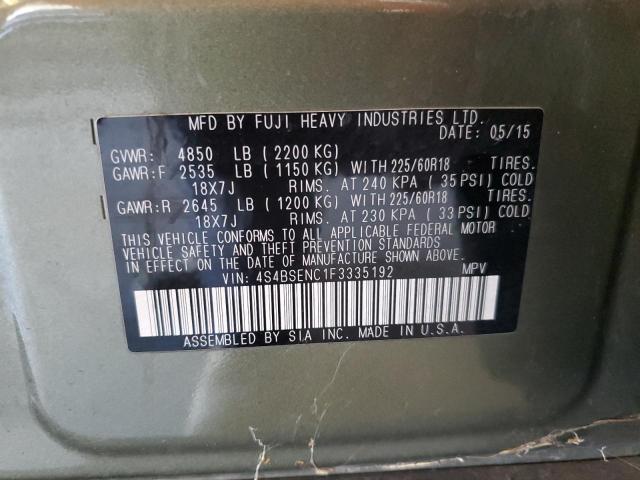 MFD BY FUJI HEAVY INDUSTRIES LTD.
DATE: 05/15
GVWR: 4850 LB ( 2200 KG)
GAWR:F 2535 LB ( 1150 KG) WITH 225/60R18 TIRES.
18X7J RIMS. AT 240 KPA ( 35 PSI) COLD
GAWR:R 2645 LB ( 1200 KG) WITH 225/60R18 TIRES.
18X7J RIMS. AT 230 KPA ( 33 PSI) COLD
THIS VEHICLE CONFORMS TO ALL APPLICABLE FEDERAL MOTOR
VEHICLE SAFETY AND THEFT PREVENTION STANDARDS
IN EFFECT ON THE DATE OF MANUFACTURE SHOWN ABOVE.
VIN: 4S4BSENC1F3335192 MPV
ASSEMBLED BY SIA INC. MADE IN U.S.A.